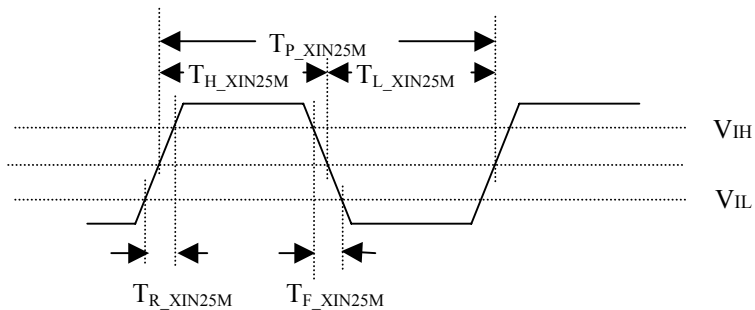 T_P_XIN25M
T_H_XIN25M T_L_XIN25M
VIH
VIL
T_R_XIN25M T_F_XIN25M